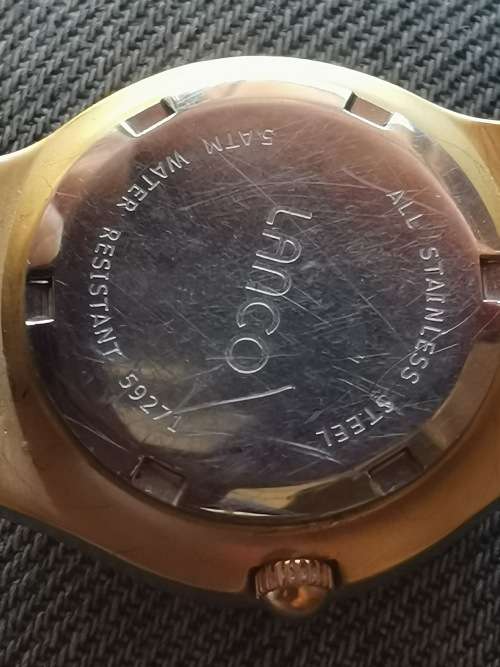 LANCO
ALL STAINLESS STEEL
5 ATM WATER RESISTANT 59271